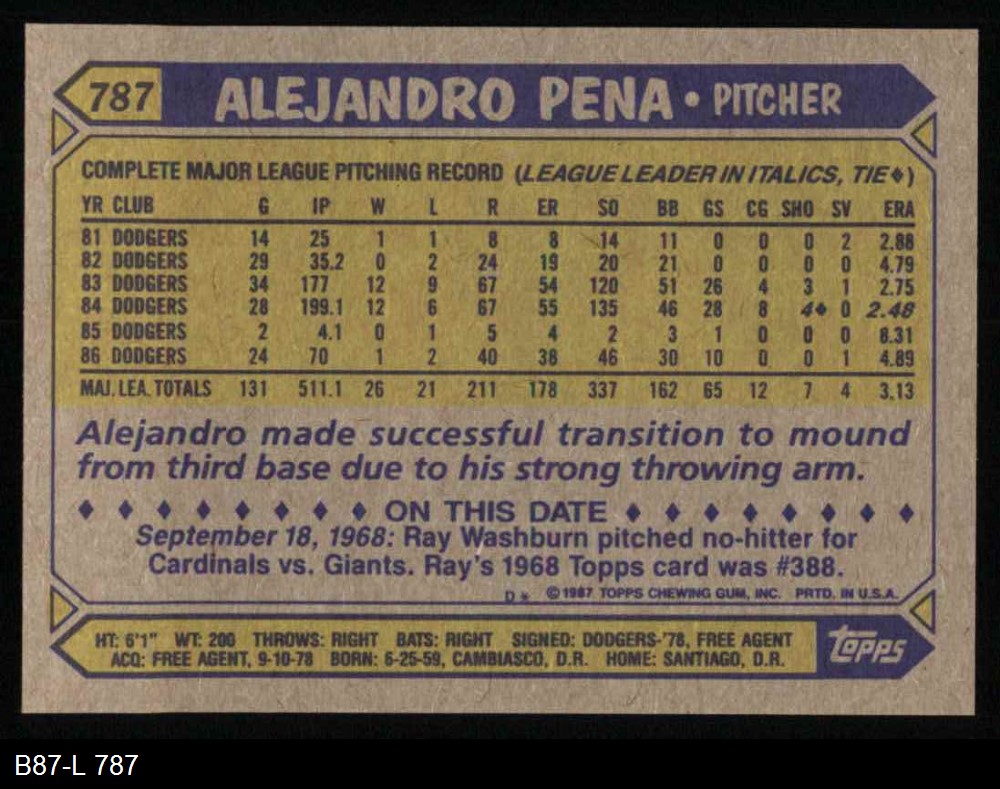 787 ALEJANDRO PENA • PITCHER
COMPLETE MAJOR LEAGUE PITCHING RECORD (LEAGUE LEADER IN ITALICS, TIE♦)
YR CLUB G IP W L R ER SO BB GS CG SHO SV ERA
81 DODGERS 14 25 1 1 8 8 14 11 0 0 0 2 2.88
82 DODGERS 29 35.2 0 2 24 19 20 21 0 0 0 0 4.79
83 DODGERS 34 177 12 9 67 54 120 51 26 4 3 1 2.75
84 DODGERS 28 199.1 12 6 67 55 135 46 28 8 4♦ 0 2.48
85 DODGERS 2 4.1 0 1 5 4 2 3 1 0 0 0 8.31
86 DODGERS 24 70 1 2 40 38 46 30 10 0 0 1 4.89
MAJ. LEA. TOTALS 131 511.1 26 21 211 178 337 162 65 12 7 4 3.13
Alejandro made successful transition to mound
from third base due to his strong throwing arm.
♦ ♦ ♦ ♦ ♦ ♦ ♦ ♦ ON THIS DATE ♦ ♦ ♦ ♦ ♦ ♦ ♦ ♦
September 18, 1968: Ray Washburn pitched no-hitter for
Cardinals vs. Giants. Ray's 1968 Topps card was #388.
D* ©1987 TOPPS CHEWING GUM, INC. PRTD. IN U.S.A.
HT: 6'1" WT: 200 THROWS: RIGHT BATS: RIGHT SIGNED: DODGERS-'78, FREE AGENT
ACQ: FREE AGENT, 9-10-78 BORN: 6-25-59, CAMBIASCO, D.R. HOME: SANTIAGO, D.R.
topps
B87-L 787